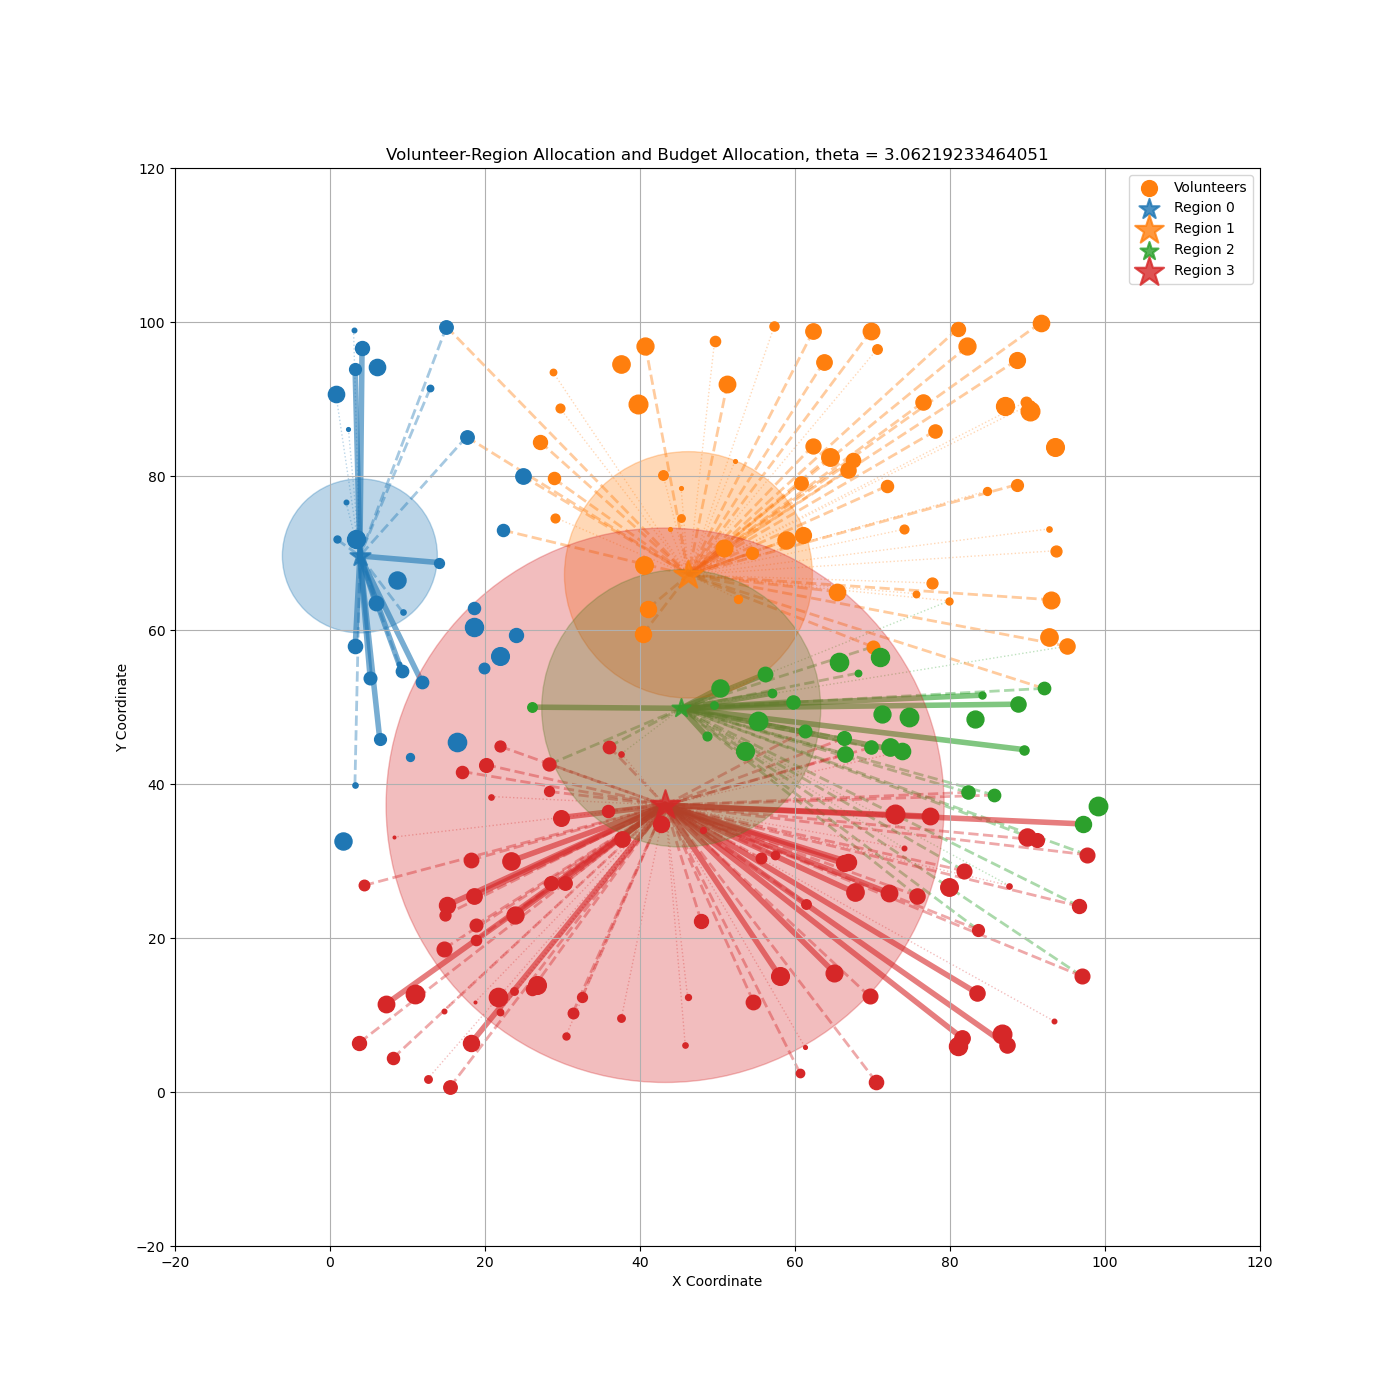 Volunteer-Region Allocation and Budget Allocation, theta = 3.06219233464051
Volunteers
Region 0
Region 1
Region 2
Region 3
120
100
80
60
40
20
0
−20
Y Coordinate
−20 0 20 40 60 80 100 120
X Coordinate